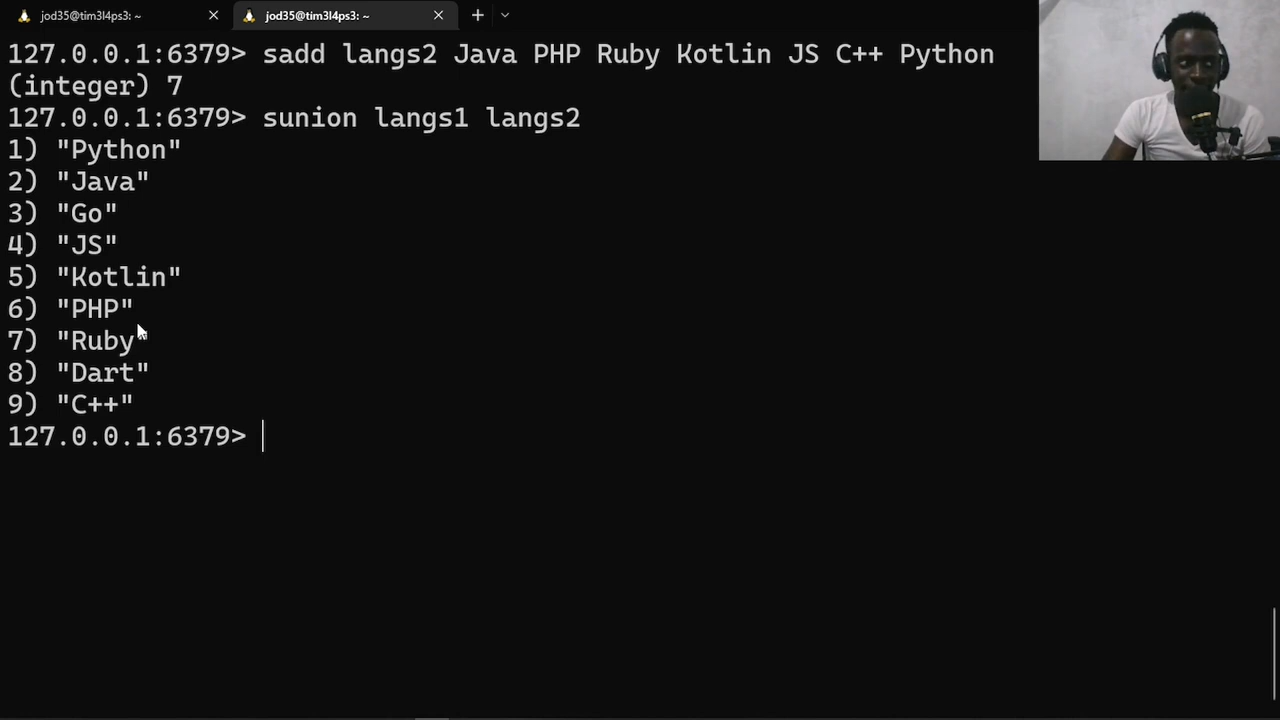 jod35@tim3l4ps3: ~
jod35@tim3l4ps3: ~
127.0.0.1:6379> sadd langs2 Java PHP Ruby Kotlin JS C++ Python
(integer) 7
127.0.0.1:6379> sunion langs1 langs2
1) "Python"
2) "Java"
3) "Go"
4) "JS"
5) "Kotlin"
6) "PHP"
7) "Ruby"
8) "Dart"
9) "C++"
127.0.0.1:6379>